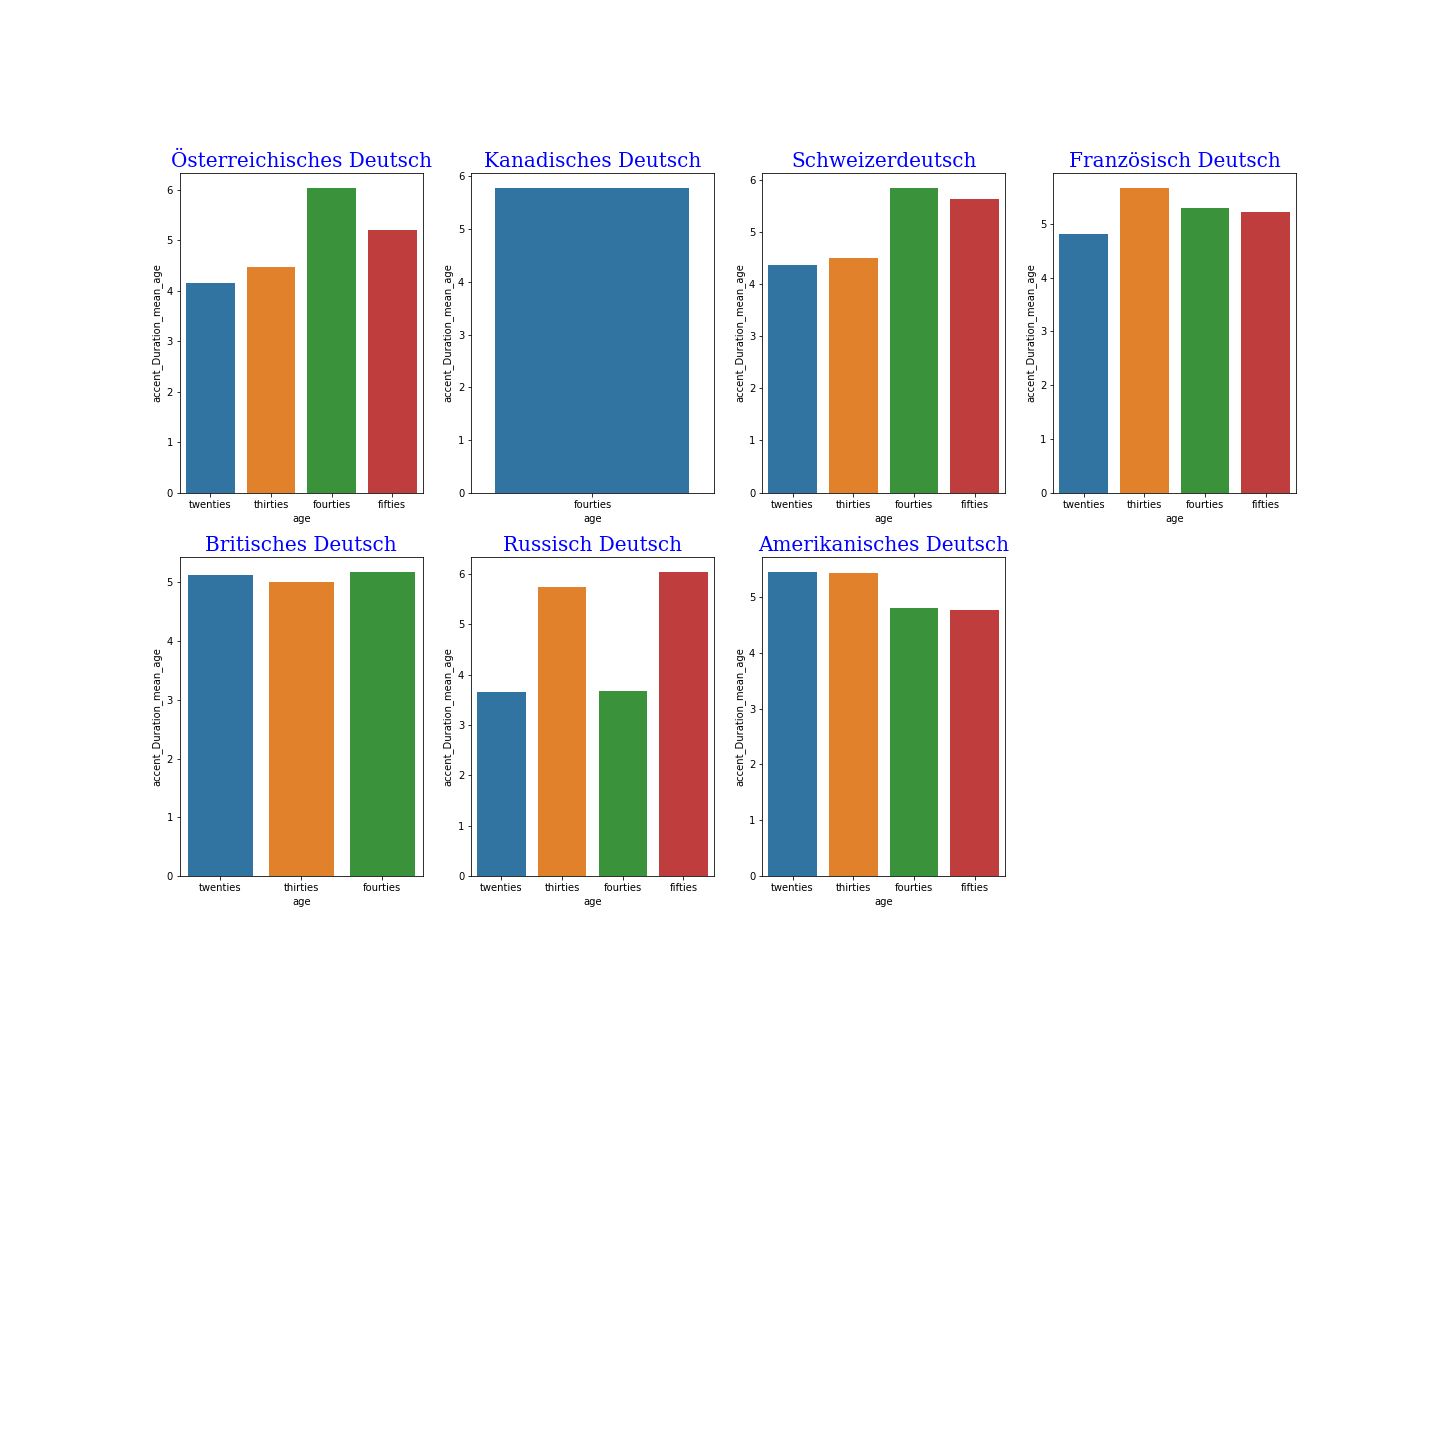 Österreichisches Deutsch
accent_Duration_mean_age
6
5
4
3
2
1
0
twenties thirties fourties fifties
age
Kanadisches Deutsch
accent_Duration_mean_age
6
5
4
3
2
1
0
fourties
age
Schweizerdeutsch
accent_Duration_mean_age
6
5
4
3
2
1
0
twenties thirties fourties fifties
age
Französisch Deutsch
accent_Duration_mean_age
5
4
3
2
1
0
twenties thirties fourties fifties
age
Britisches Deutsch
accent_Duration_mean_age
5
4
3
2
1
0
twenties thirties fourties
age
Russisch Deutsch
accent_Duration_mean_age
6
5
4
3
2
1
0
twenties thirties fourties fifties
age
Amerikanisches Deutsch
accent_Duration_mean_age
5
4
3
2
1
0
twenties thirties fourties fifties
age